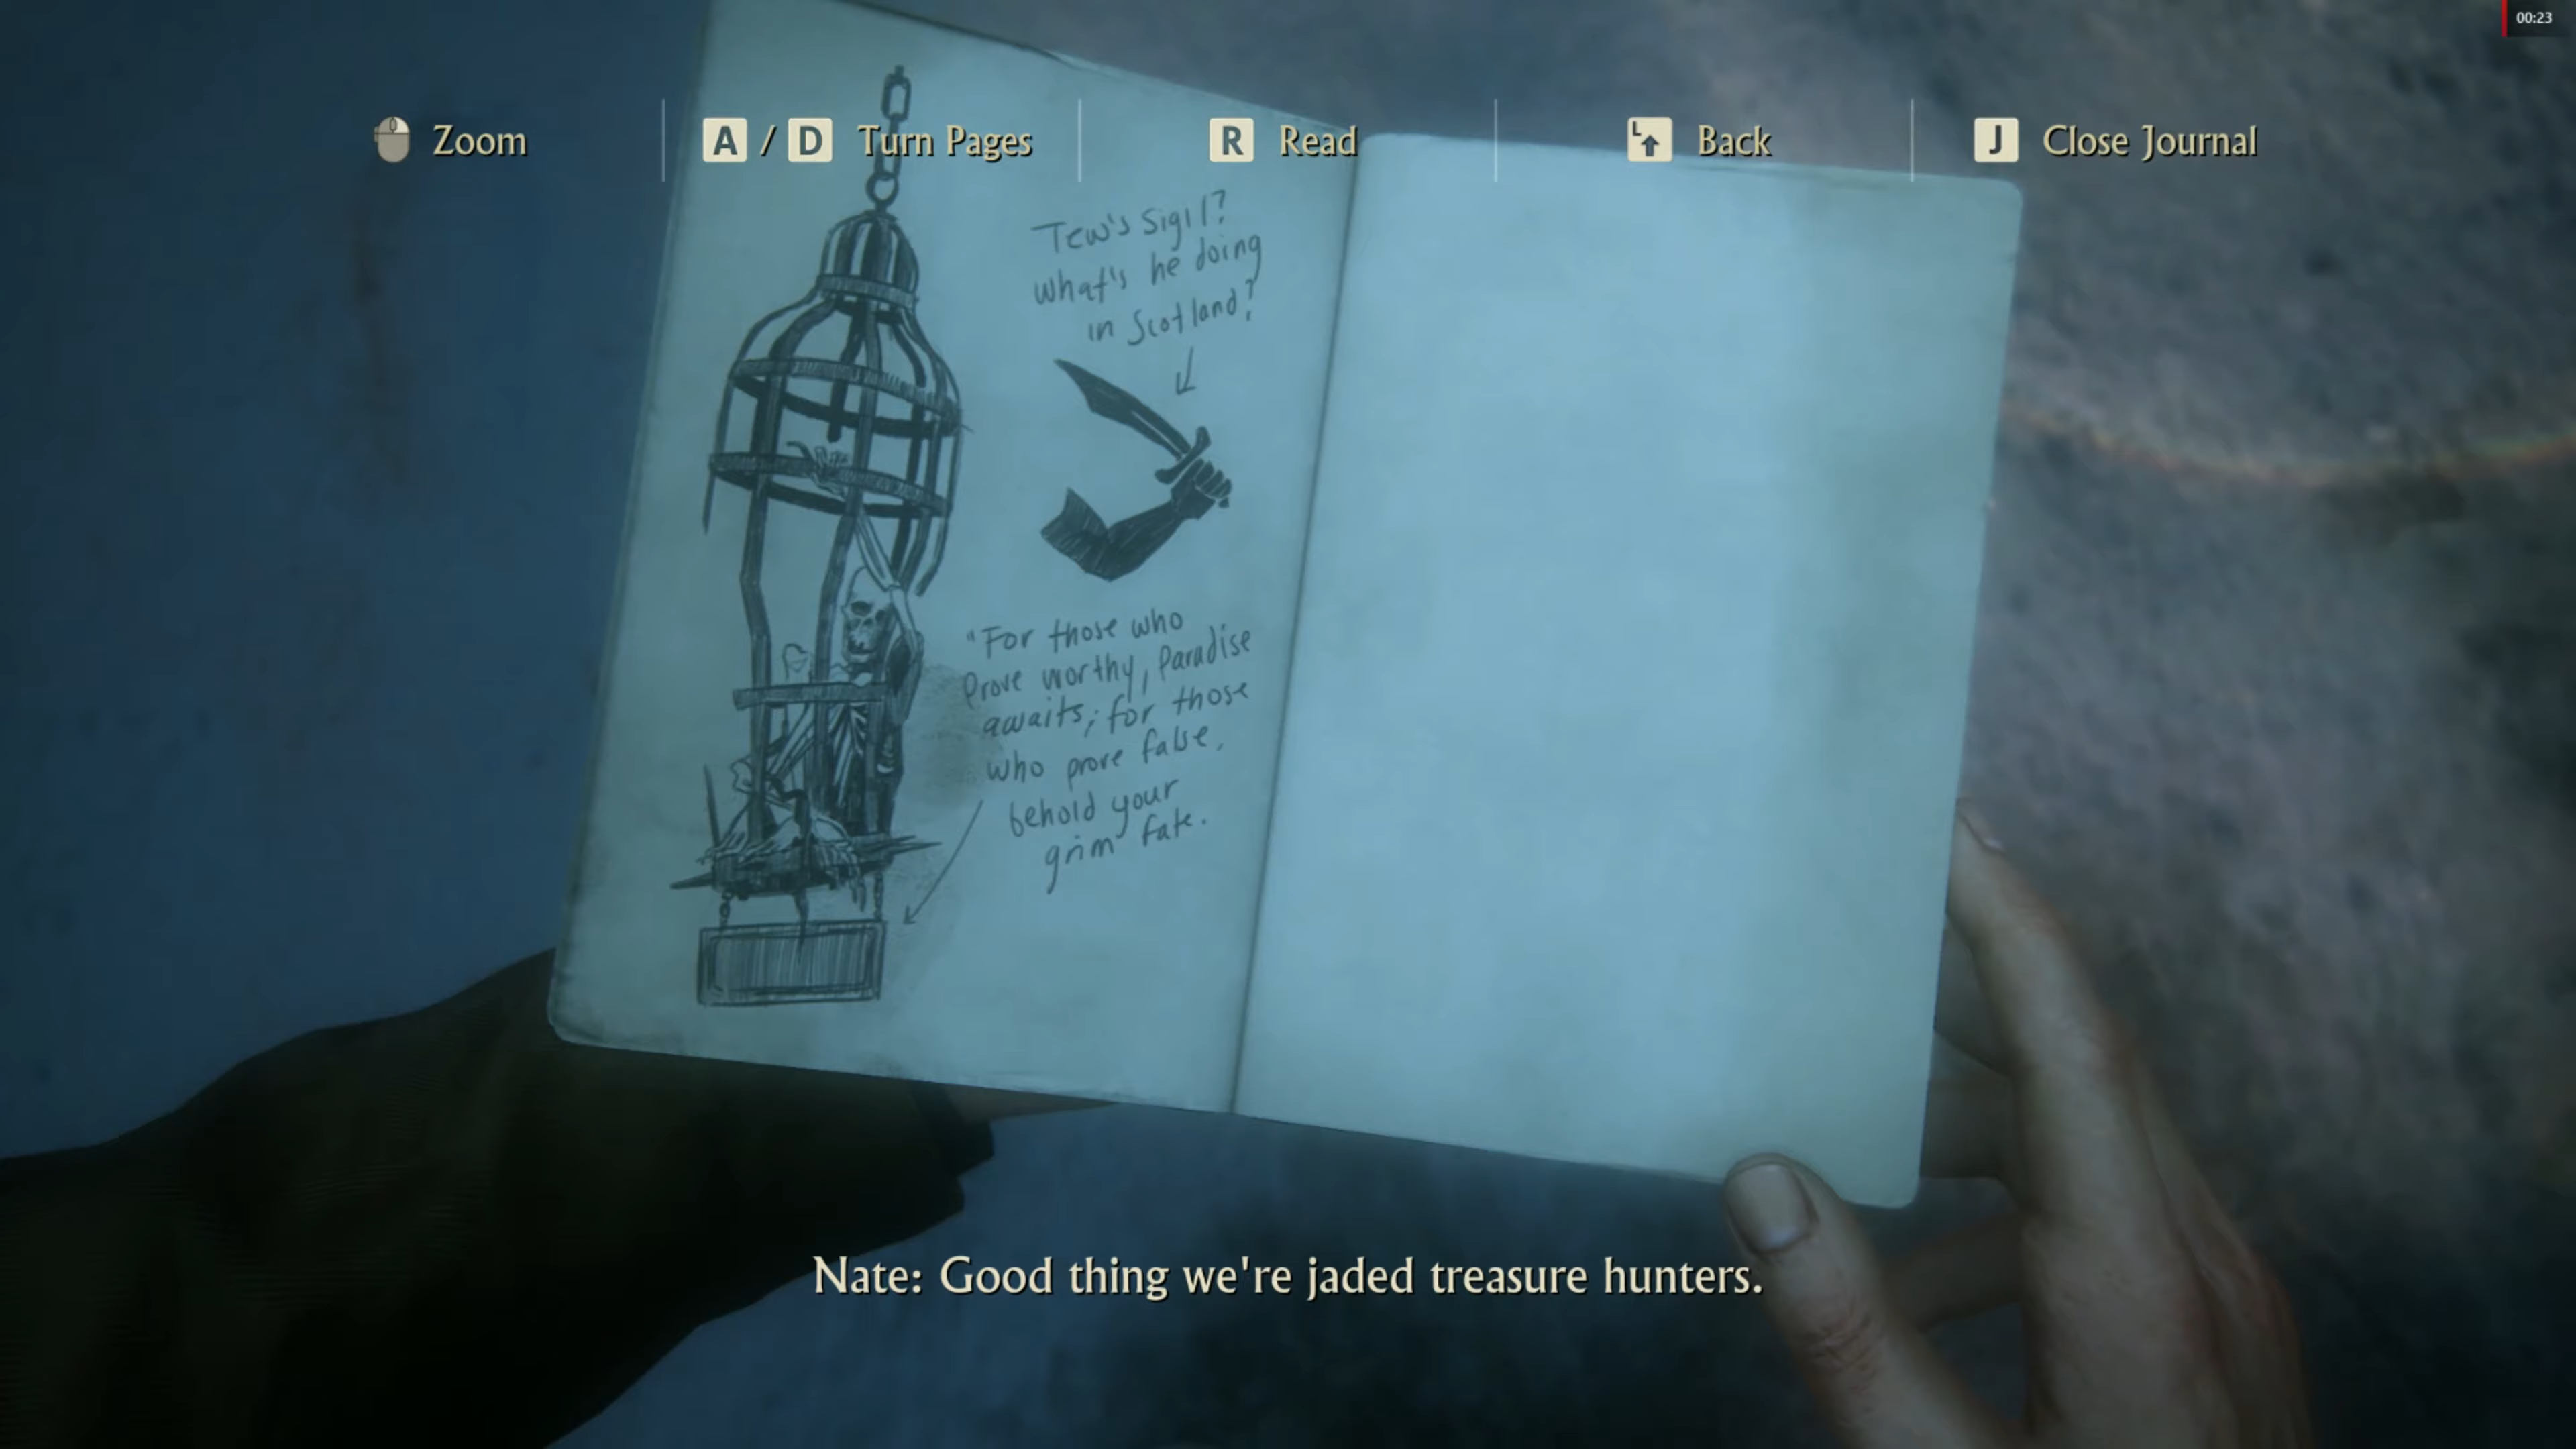 00:23
Zoom
A / D Turn Pages
R Read
L Back
J Close Journal
Tew's Sigil?
what's he doing
in Scotland?
"For those who
Prove worthy, Paradise
awaits; for those
who prove false,
behold your
grim fate.
Nate: Good thing we're jaded treasure hunters.